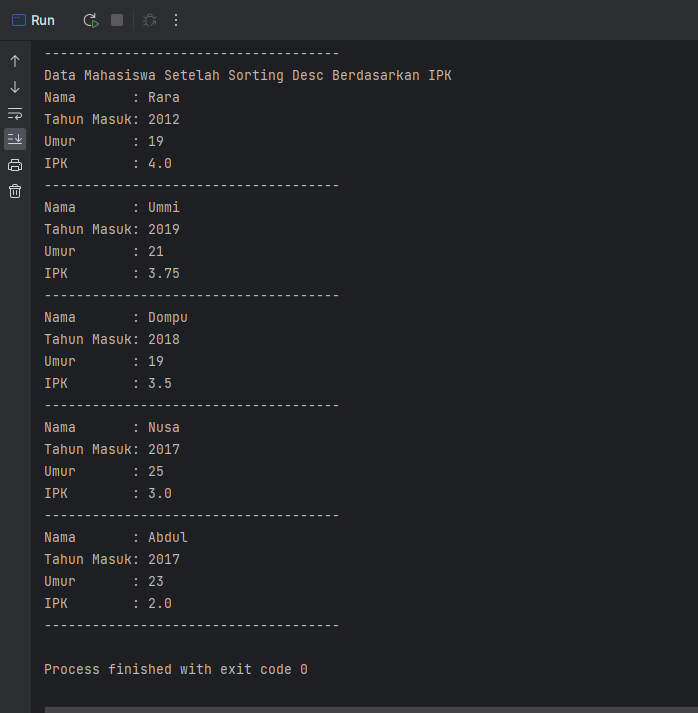 Run
-------------------------------------
Data Mahasiswa Setelah Sorting Desc Berdasarkan IPK
Nama       : Rara
Tahun Masuk: 2012
Umur       : 19
IPK        : 4.0
-------------------------------------
Nama       : Ummi
Tahun Masuk: 2019
Umur       : 21
IPK        : 3.75
-------------------------------------
Nama       : Dompu
Tahun Masuk: 2018
Umur       : 19
IPK        : 3.5
-------------------------------------
Nama       : Nusa
Tahun Masuk: 2017
Umur       : 25
IPK        : 3.0
-------------------------------------
Nama       : Abdul
Tahun Masuk: 2017
Umur       : 23
IPK        : 2.0
-------------------------------------
Process finished with exit code 0